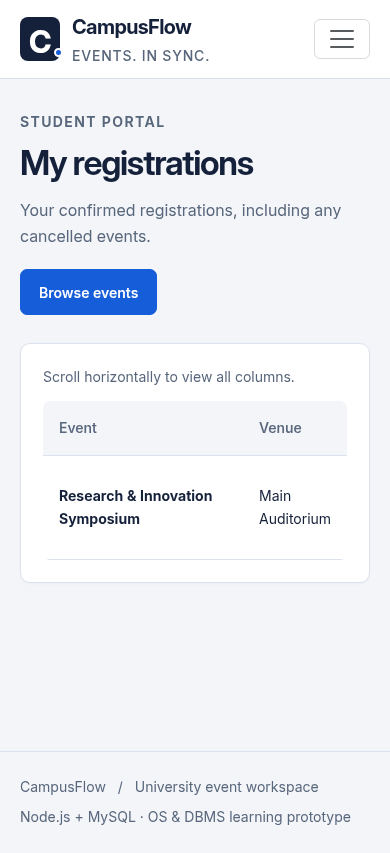 C
CampusFlow
EVENTS. IN SYNC.
STUDENT PORTAL
My registrations
Your confirmed registrations, including any
cancelled events.
Browse events
Scroll horizontally to view all columns.
Event Venue
Research & Innovation Main
Symposium Auditorium
CampusFlow / University event workspace
Node.js + MySQL · OS & DBMS learning prototype